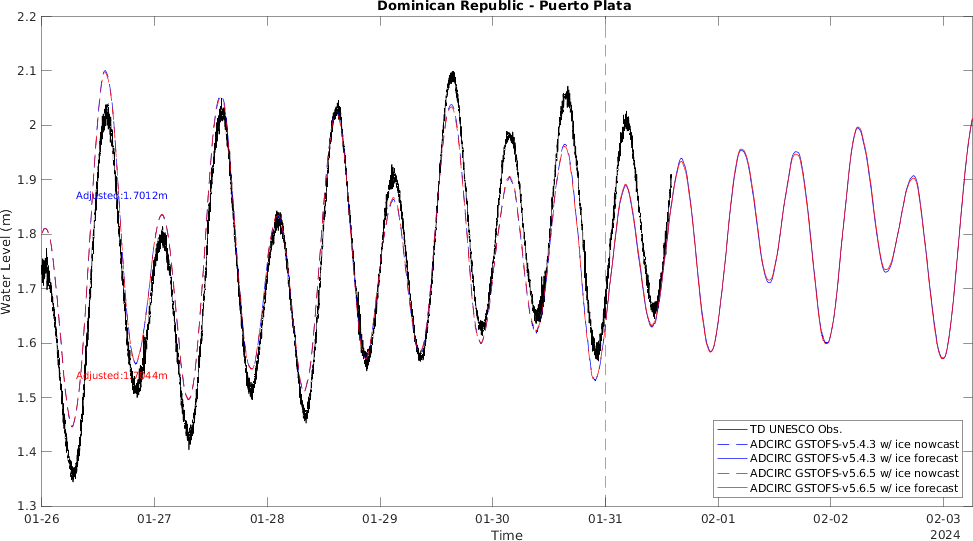 Dominican Republic - Puerto Plata
2.2
2.1
2
1.9
1.8
1.7
1.6
1.5
1.4
1.3
Water Level (m)
Adjusted:1.7012m
TD UNESCO Obs.
ADCIRC GSTOFS-v5.4.3 w/ ice nowcast
ADCIRC GSTOFS-v5.4.3 w/ ice forecast
ADCIRC GSTOFS-v5.6.5 w/ ice nowcast
ADCIRC GSTOFS-v5.6.5 w/ ice forecast
01-26 01-27 01-28 01-29 01-30 01-31 02-01 02-02 02-03
Time
2024